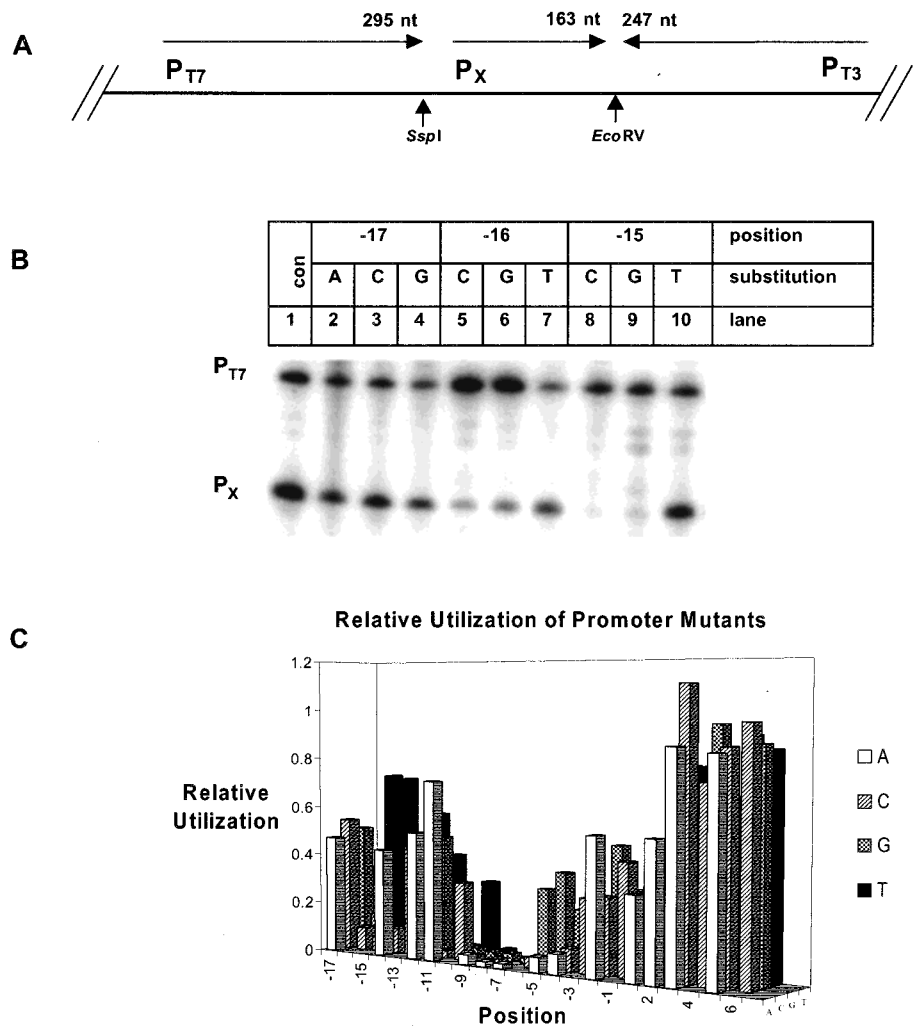 A
295 nt
163 nt
247 nt
PT7
PX
PT3
SspI
EcoRV
B
con
-17
-16
-15
position
A
C
G
C
G
T
C
G
T
substitution
1
2
3
4
5
6
7
8
9
10
lane
PT7
PX
C
Relative Utilization of Promoter Mutants
Relative
Utilization
1.2
1
0.8
0.6
0.4
0.2
0
-17
-15
-13
-11
-9
-7
-5
-3
-1
2
4
6
A
C
G
T
Position
A
C
G
T